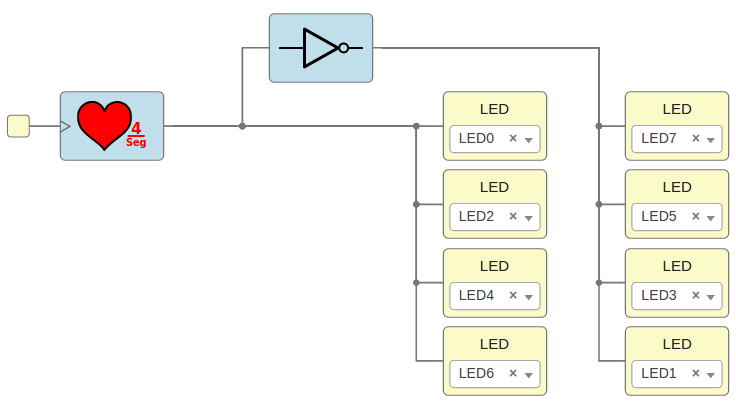 4
Seg
LED
LED0 ×
LED
LED2 ×
LED
LED4 ×
LED
LED6 ×
LED
LED7 ×
LED
LED5 ×
LED
LED3 ×
LED
LED1 ×